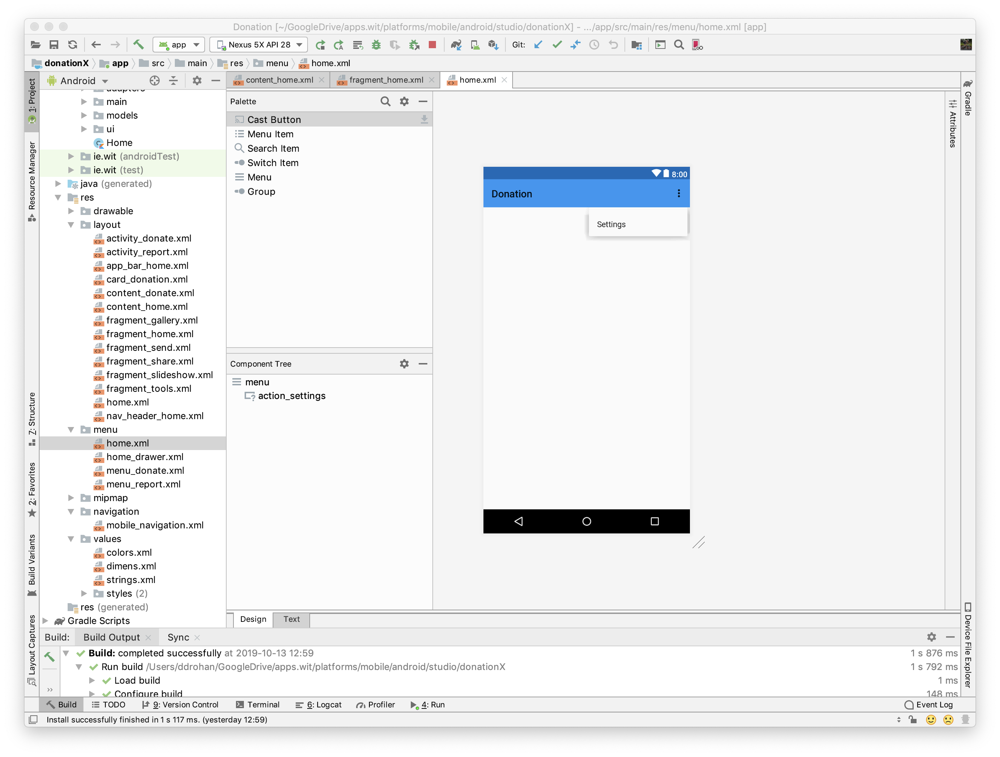 Donation [~/GoogleDrive/apps.wit/platforms/mobile/android/studio/donationX] - .../app/src/main/res/menu/home.xml [app]
app
Nexus 5X API 28
Git:
donationX
app
src
main
res
menu
home.xml
1: Project
Resource Manager
7: Structure
2: Favorites
Build Variants
Layout Captures
Android
adapters
main
models
ui
Home
ie.wit (androidTest)
ie.wit (test)
java (generated)
res
drawable
layout
activity_donate.xml
activity_report.xml
app_bar_home.xml
card_donation.xml
content_donate.xml
content_home.xml
fragment_gallery.xml
fragment_home.xml
fragment_send.xml
fragment_share.xml
fragment_slideshow.xml
fragment_tools.xml
home.xml
nav_header_home.xml
menu
home.xml
home_drawer.xml
menu_donate.xml
menu_report.xml
mipmap
navigation
mobile_navigation.xml
values
colors.xml
dimens.xml
strings.xml
styles (2)
res (generated)
Gradle Scripts
content_home.xml
fragment_home.xml
home.xml
Palette
Cast Button
Menu Item
Search Item
Switch Item
Menu
Group
Component Tree
menu
action_settings
8:00
Donation
Settings
Design
Text
Attributes
Gradle
Device File Explorer
Build:
Build Output
Sync
Build: completed successfully at 2019-10-13 12:59
1 s 876 ms
Run build /Users/ddrohan/GoogleDrive/apps.wit/platforms/mobile/android/studio/donationX
1 s 792 ms
Load build
1 ms
Configure build
148 ms
Build
TODO
9: Version Control
Terminal
6: Logcat
Profiler
4: Run
Event Log
Install successfully finished in 1 s 117 ms. (yesterday 12:59)